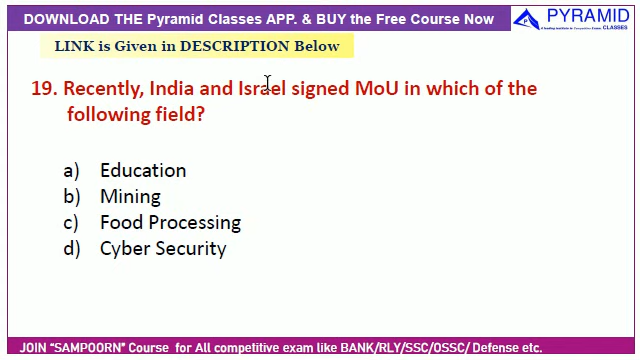 DOWNLOAD THE Pyramid Classes APP. & BUY the Free Course Now
PYRAMID
CLASSES
LINK is Given in DESCRIPTION Below
19. Recently, India and Israel signed MoU in which of the
following field?
a) Education
b) Mining
c) Food Processing
d) Cyber Security
JOIN "SAMPOORN" Course for All competitive exam like BANK/RLY/SSC/OSSC/ Defense etc.